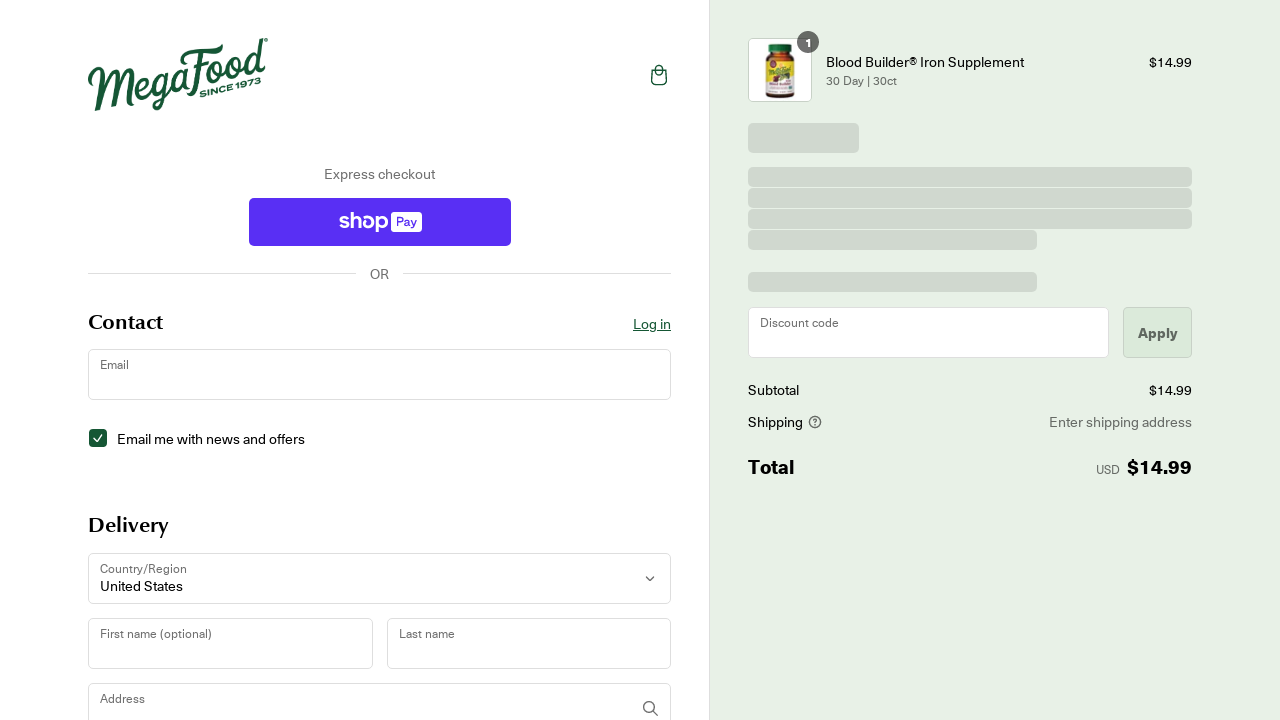 MegaFood®
SINCE 1973
Express checkout
shop Pay
OR
Contact
Log in
Email
Email me with news and offers
Delivery
Country/Region
United States
First name (optional)
Last name
Address
1
Blood Builder® Iron Supplement
$14.99
30 Day | 30ct
Discount code
Apply
Subtotal
$14.99
Shipping
Enter shipping address
Total
USD $14.99